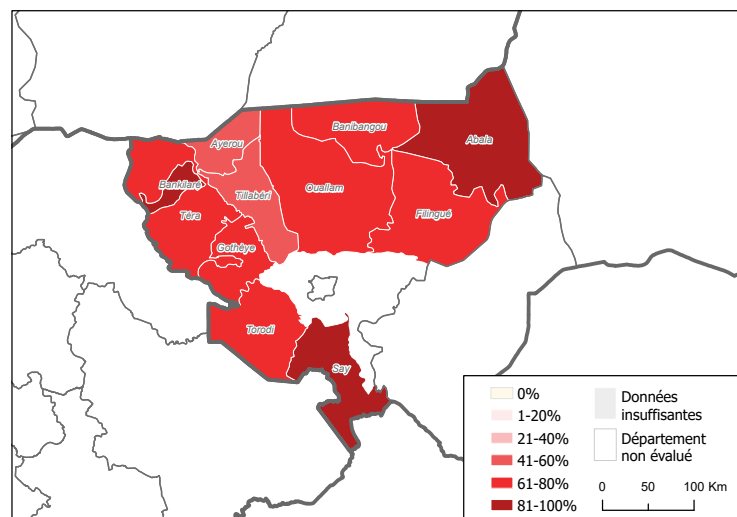 Banibangou
Abala
Ayerou
Bankilaré
Tillabéri
Ouallam
Téra
Filingué
Gothèye
Torodi
Say
0%
1-20%
21-40%
41-60%
61-80%
81-100%
Données
insuffisantes
Département
non évalué
0 50 100 Km